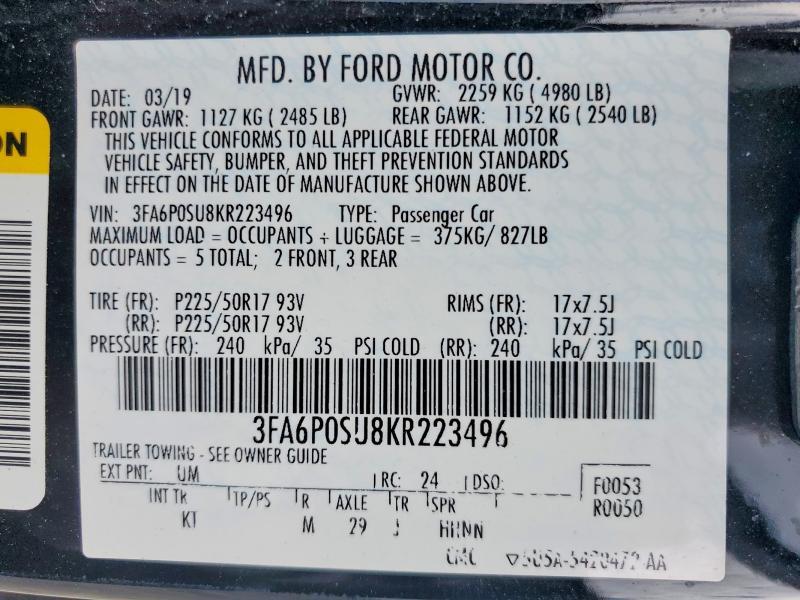 MFD. BY FORD MOTOR CO.
DATE: 03/19 GVWR: 2259 KG ( 4980 LB)
FRONT GAWR: 1127 KG ( 2485 LB) REAR GAWR: 1152 KG ( 2540 LB)
THIS VEHICLE CONFORMS TO ALL APPLICABLE FEDERAL MOTOR
VEHICLE SAFETY, BUMPER, AND THEFT PREVENTION STANDARDS
IN EFFECT ON THE DATE OF MANUFACTURE SHOWN ABOVE.
VIN: 3FA6P0SU8KR223496 TYPE: Passenger Car
MAXIMUM LOAD = OCCUPANTS + LUGGAGE = 375KG/ 827LB
OCCUPANTS = 5 TOTAL; 2 FRONT, 3 REAR
TIRE (FR): P225/50R17 93V RIMS (FR): 17x7.5J
(RR): P225/50R17 93V (RR): 17x7.5J
PRESSURE (FR): 240 kPa/ 35 PSI COLD (RR): 240 kPa/ 35 PSI COLD
3FA6P0SU8KR223496
TRAILER TOWING - SEE OWNER GUIDE
EXT PNT: UM RC: 24 DSO: F0053
INT TR TP/PS R AXLE TR SPR R0050
KT M 29 J HHNN
CMC
ON